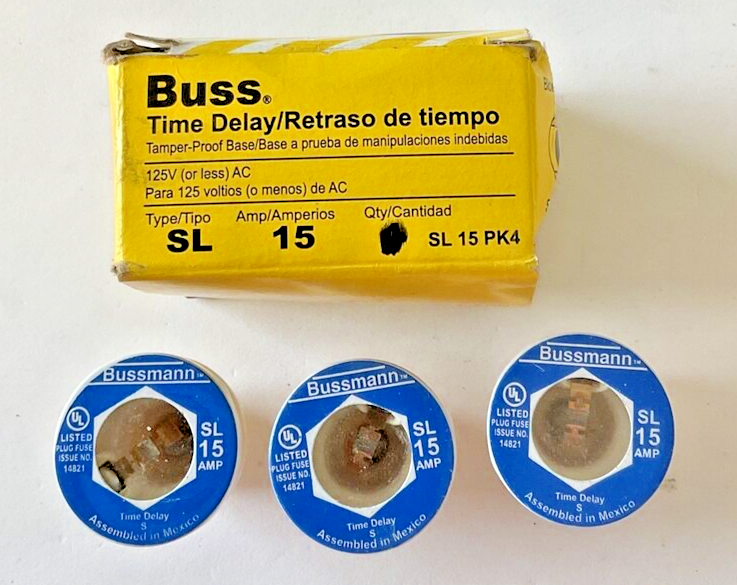 Buss®
Time Delay/Retraso de tiempo
Tamper-Proof Base/Base a prueba de manipulaciones indebidas
125V (or less) AC
Para 125 voltios (o menos) de AC
Type/Tipo Amp/Amperios Qty/Cantidad
SL 15 SL 15 PK4
Bussmann™
UL
LISTED
PLUG FUSE
ISSUE NO.
14821
SL
15
AMP
Time Delay
S
Assembled in Mexico
Bussmann™
UL
LISTED
PLUG FUSE
ISSUE NO.
14821
SL
15
AMP
Time Delay
S
Assembled in Mexico
Bussmann™
UL
LISTED
PLUG FUSE
ISSUE NO.
14821
SL
15
AMP
Time Delay
S
Assembled in Mexico